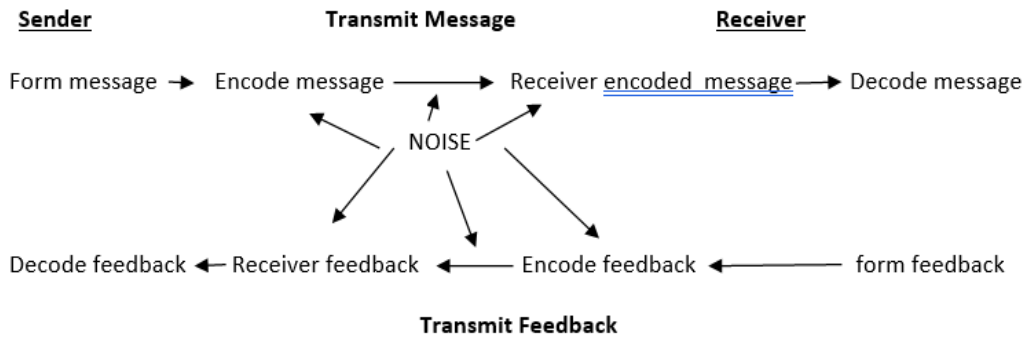 Sender Transmit Message Receiver
Form message Encode message Receiver encoded message Decode message
NOISE
Decode feedback Receiver feedback Encode feedback form feedback
Transmit Feedback